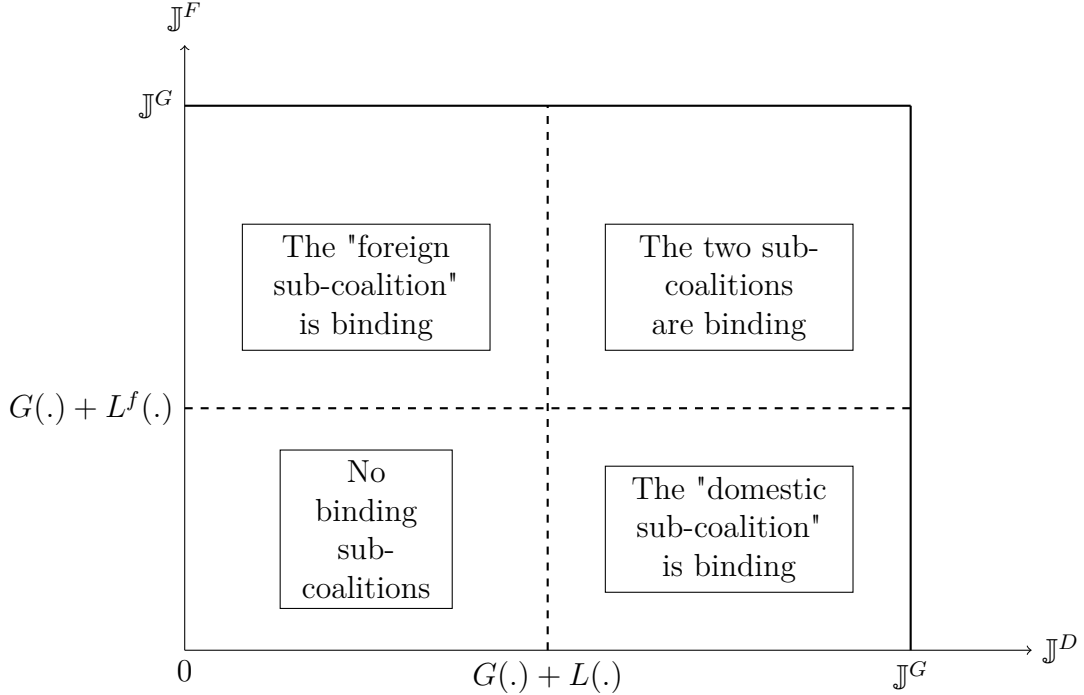 𝕁^F
𝕁^G
The "foreign
sub-coalition"
is binding
The two sub-
coalitions
are binding
G(.) + L^f(.)
No
binding
sub-
coalitions
The "domestic
sub-coalition"
is binding
0
G(.) + L(.)
𝕁^G
𝕁^D